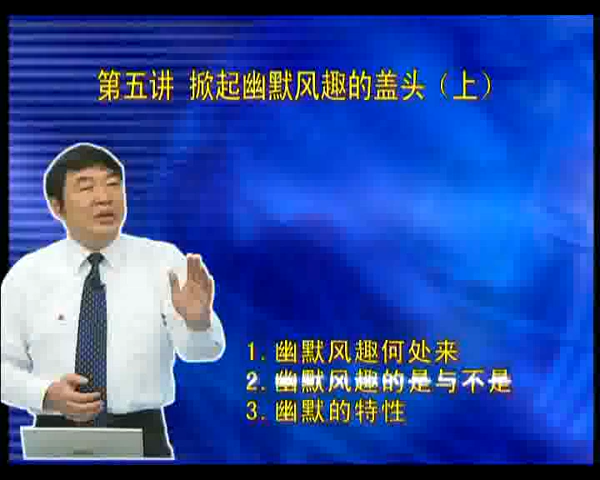 第五讲 掀起幽默风趣的盖头（上）
1.幽默风趣何处来
2.幽默风趣的是与不是
3.幽默的特性